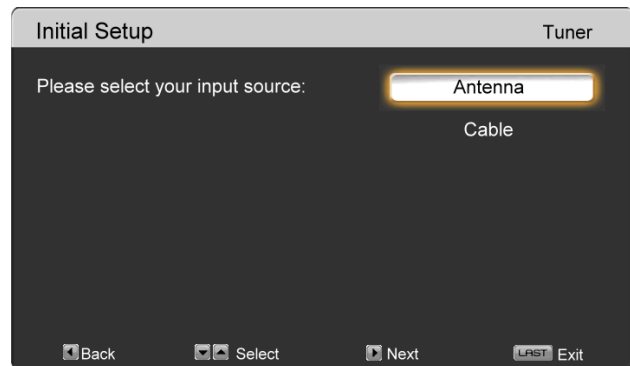 Initial Setup Tuner
Please select your input source: Antenna
Cable
Back Select Next LAST Exit